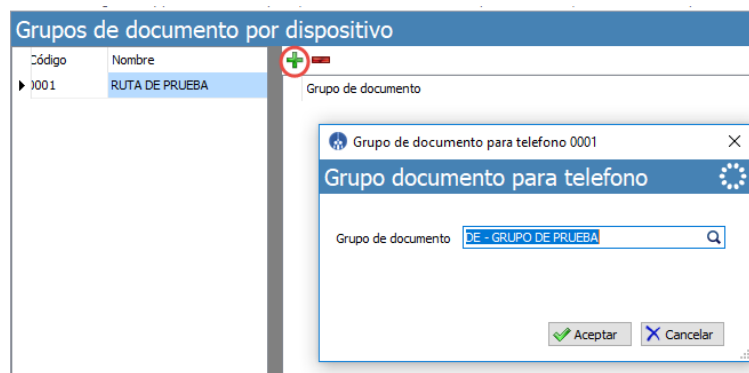 Grupos de documento por dispositivo
Código Nombre
0001 RUTA DE PRUEBA
Grupo de documento
Grupo de documento para telefono 0001
Grupo documento para telefono
Grupo de documento DE - GRUPO DE PRUEBA
Aceptar Cancelar